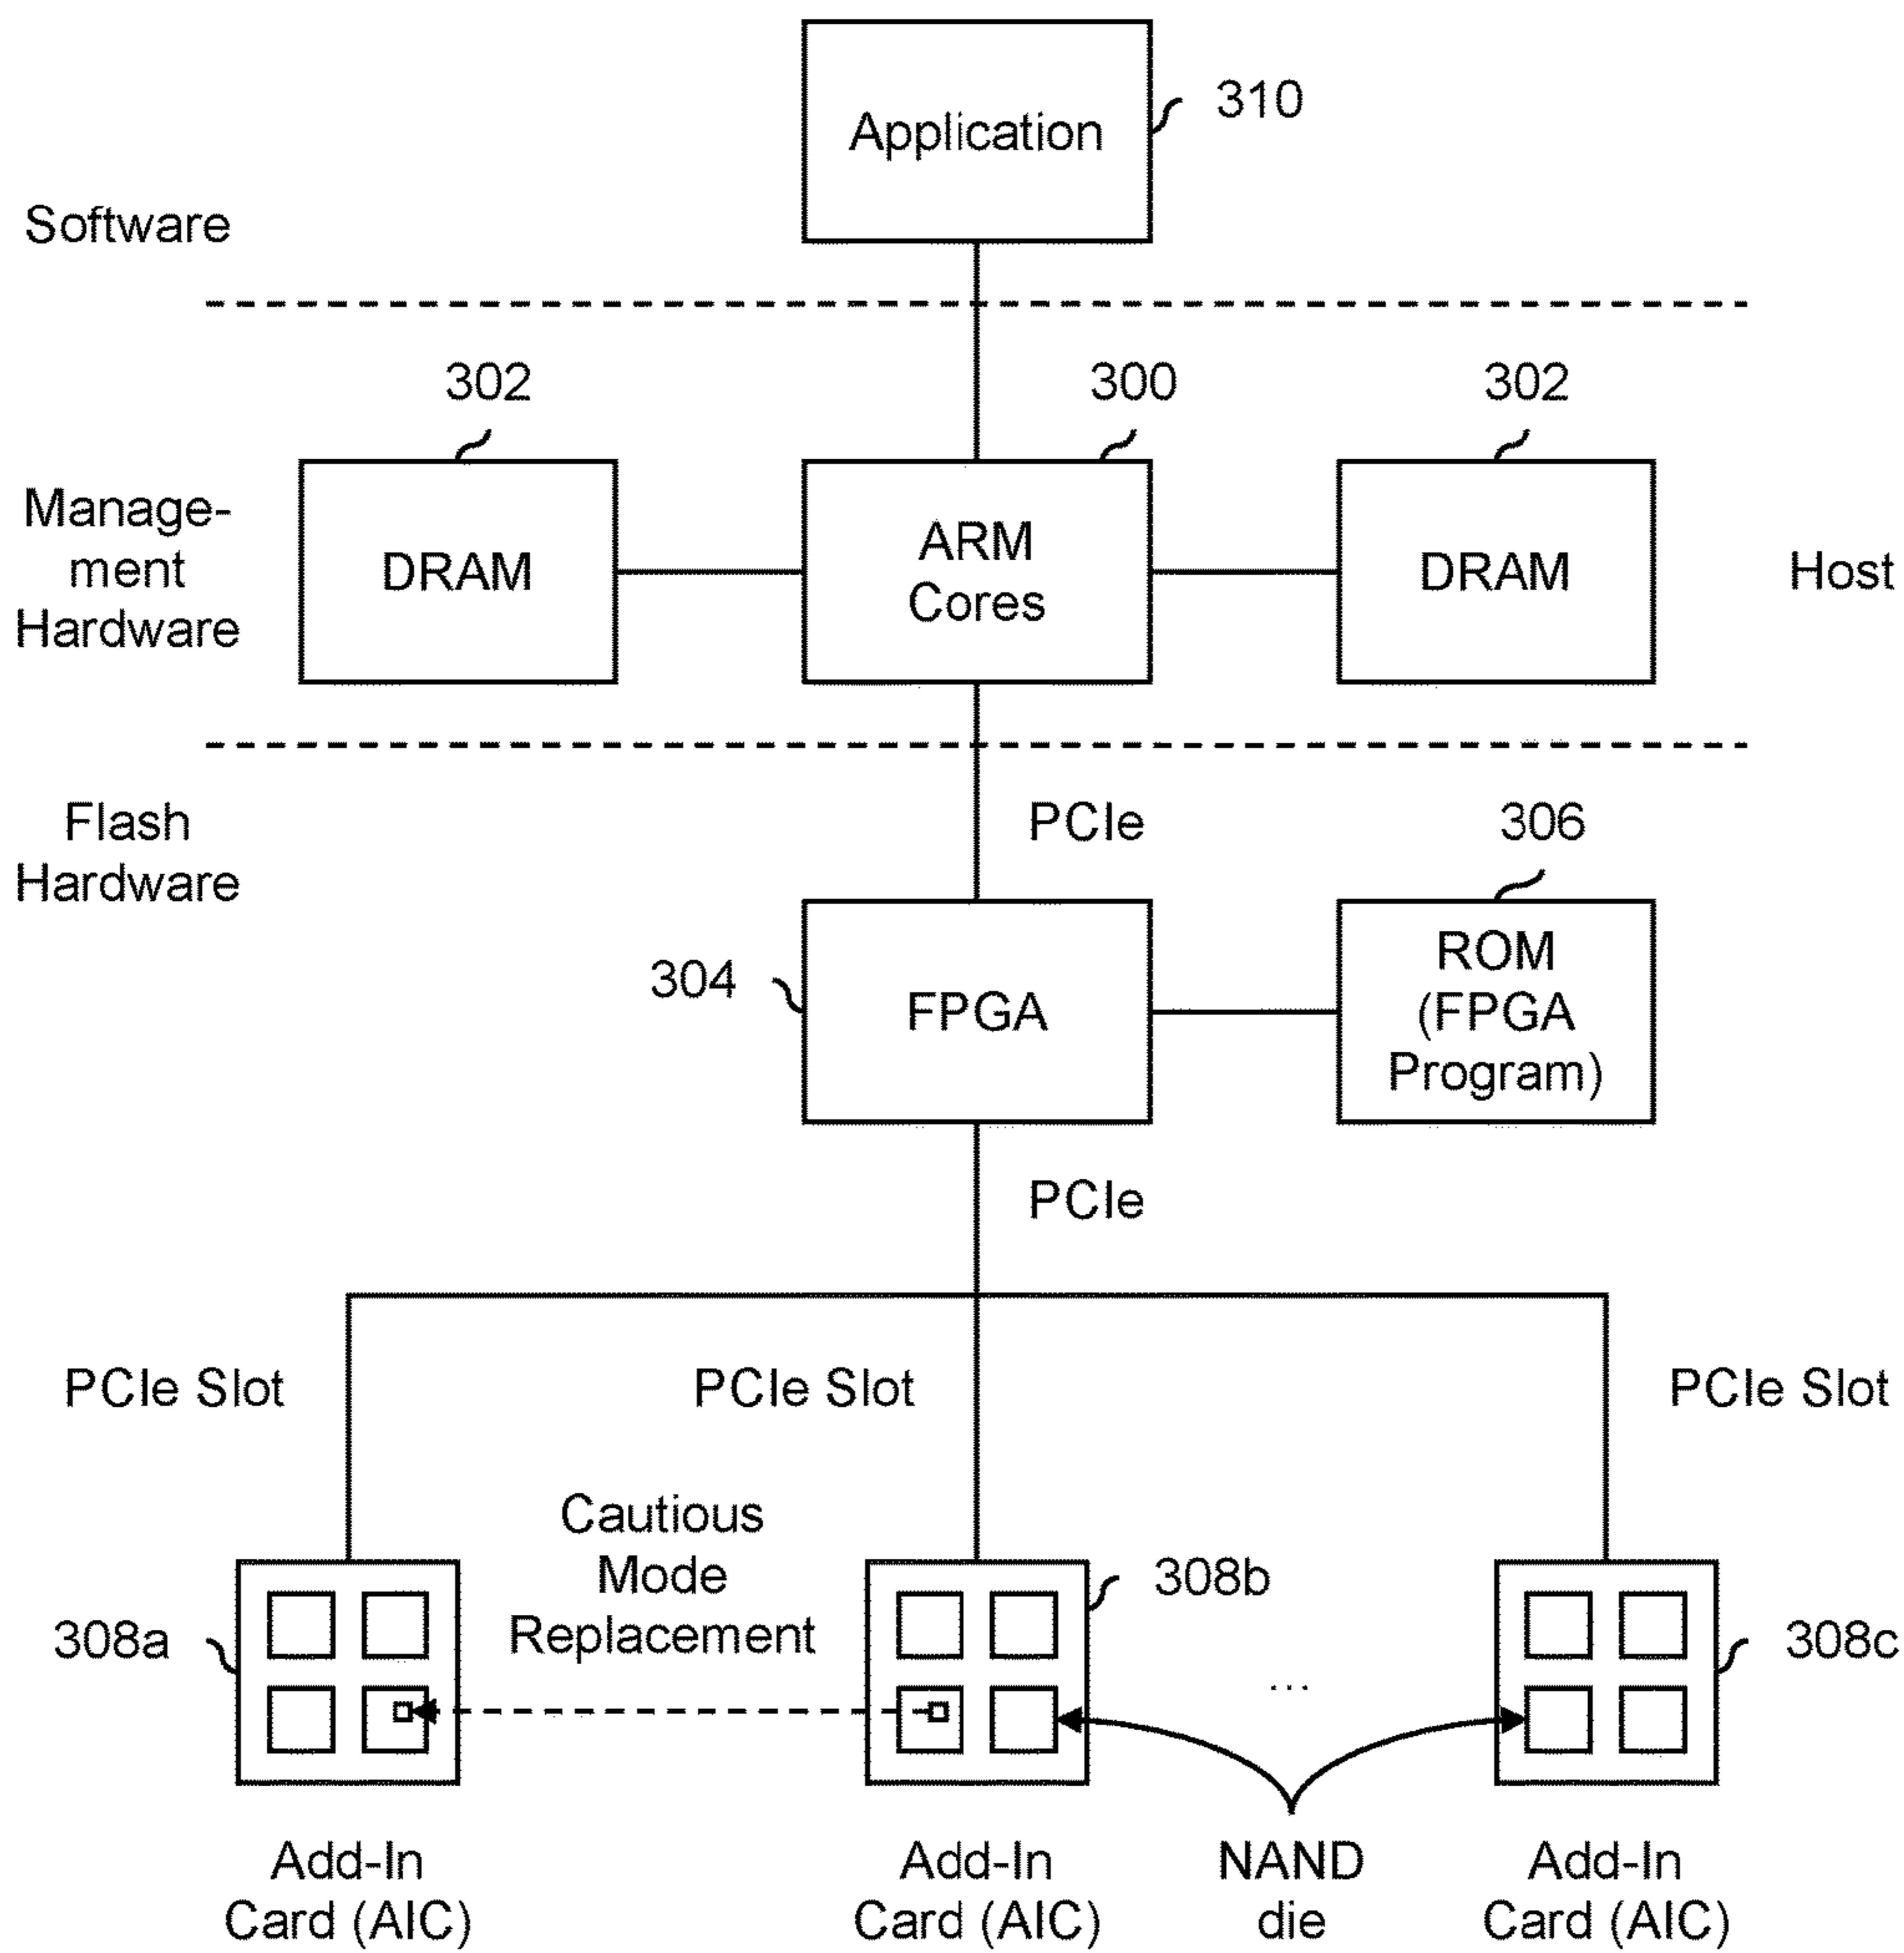 310
Application
Software
302
300
302
Manage-
ment
Hardware
DRAM
ARM
Cores
DRAM
Host
Flash
Hardware
PCIe
306
304
FPGA
ROM
(FPGA
Program)
PCIe
PCIe Slot
PCIe Slot
PCIe Slot
Cautious
Mode
Replacement
308a
308b
308c
...
Add-In
Card (AIC)
Add-In
Card (AIC)
NAND
die
Add-In
Card (AIC)